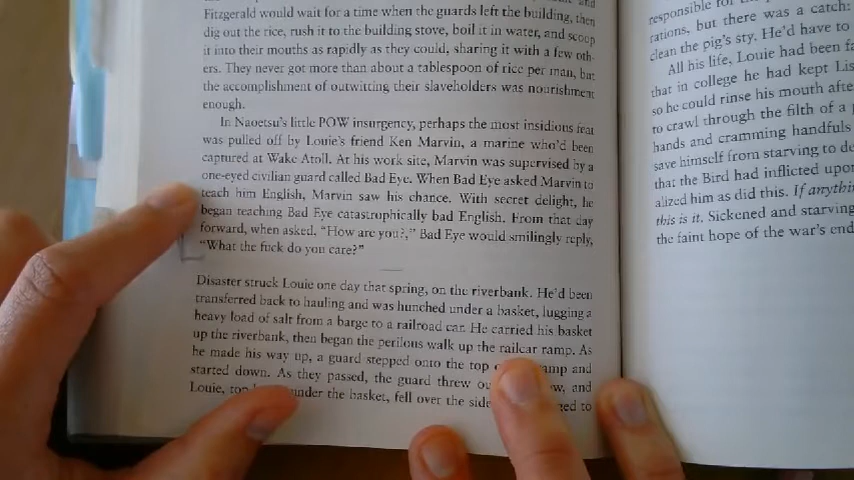 Fitzgerald would wait for a time when the guards left the building, then
dig out the rice, rush it to the building stove, boil it in water, and scoop
it into their mouths as rapidly as they could, sharing it with a few oth-
ers. They never got more than about a tablespoon of rice per man, but
the accomplishment of outwitting their slaveholders was nourishment
enough.
In Naoetsu's little POW insurgency, perhaps the most insidious feat
was pulled off by Louie's friend Ken Marvin, a marine who'd been
captured at Wake Atoll. At his work site, Marvin was supervised by a
one-eyed civilian guard called Bad Eye. When Bad Eye asked Marvin to
teach him English, Marvin saw his chance. With secret delight, he
began teaching Bad Eye catastrophically bad English. From that day
forward, when asked, "How are you?," Bad Eye would smilingly reply,
"What the fuck do you care?"
Disaster struck Louie one day that spring, on the riverbank. He'd been
transferred back to hauling and was hunched under a basket, lugging a
heavy load of salt from a barge to a railroad car. He carried his basket
up the riverbank, then began the perilous walk up the railcar ramp. As
he made his way up, a guard stepped onto the top and
started down. As they passed, the guard threw and
Louie, under the basket, fell over the side to
responsible for
rations, but there was a catch:
clean the pig's sty. He'd have to
All his life, Louie had been
that in college he had kept
so he could rinse his mouth
to crawl through the filth of a
hands and cramming handfuls
save himself from starving to
that the Bird had inflicted
alized him as did this. If
this is it. Sickened and
the faint hope of the war's end